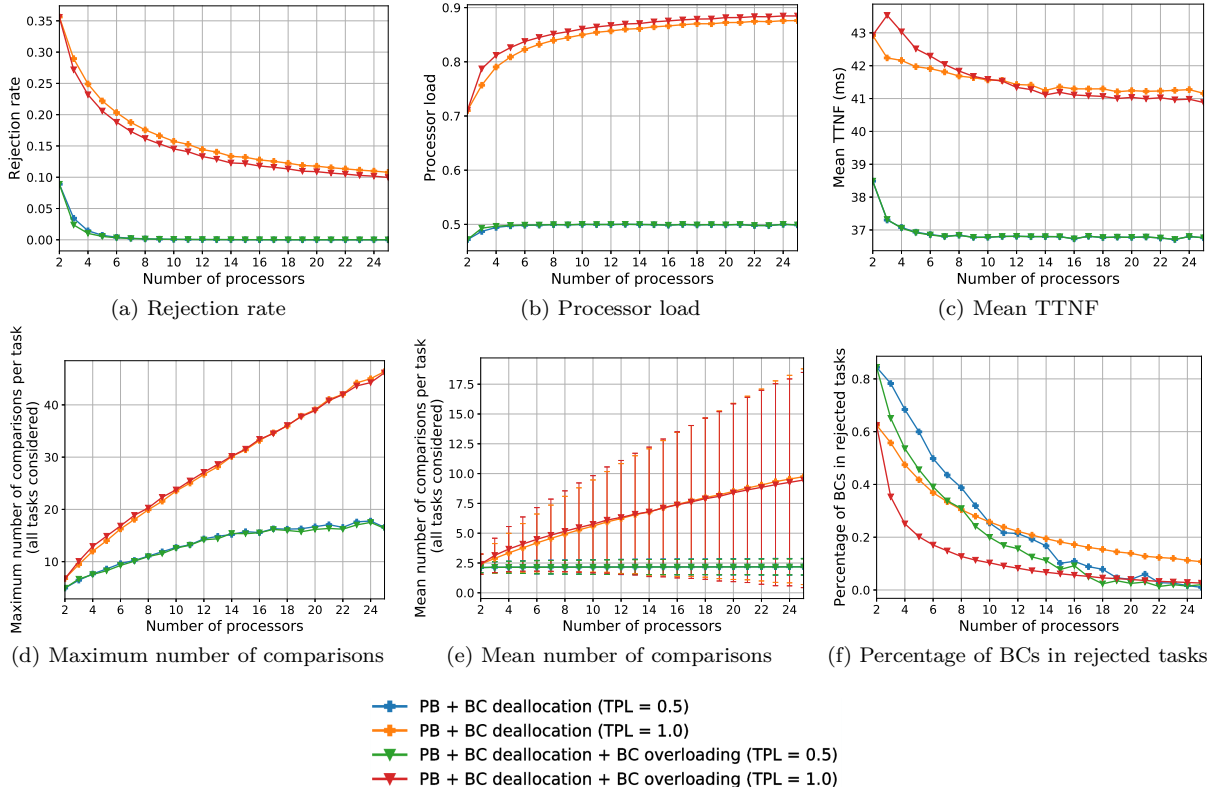 Rejection rate
0.35
0.30
0.25
0.20
0.15
0.10
0.05
0.00
2 4 6 8 10 12 14 16 18 20 22 24
Number of processors
(a) Rejection rate
Processor load
0.9
0.8
0.7
0.6
0.5
2 4 6 8 10 12 14 16 18 20 22 24
Number of processors
(b) Processor load
Mean TTNF (ms)
43
42
41
40
39
38
37
2 4 6 8 10 12 14 16 18 20 22 24
Number of processors
(c) Mean TTNF
Maximum number of comparisons per task
(all tasks considered)
40
30
20
10
2 4 6 8 10 12 14 16 18 20 22 24
Number of processors
(d) Maximum number of comparisons
Mean number of comparisons per task
(all tasks considered)
17.5
15.0
12.5
10.0
7.5
5.0
2.5
0.0
2 4 6 8 10 12 14 16 18 20 22 24
Number of processors
(e) Mean number of comparisons
Percentage of BCs in rejected tasks
0.8
0.6
0.4
0.2
0.0
2 4 6 8 10 12 14 16 18 20 22 24
Number of processors
(f) Percentage of BCs in rejected tasks
PB + BC deallocation (TPL = 0.5)
PB + BC deallocation (TPL = 1.0)
PB + BC deallocation + BC overloading (TPL = 0.5)
PB + BC deallocation + BC overloading (TPL = 1.0)